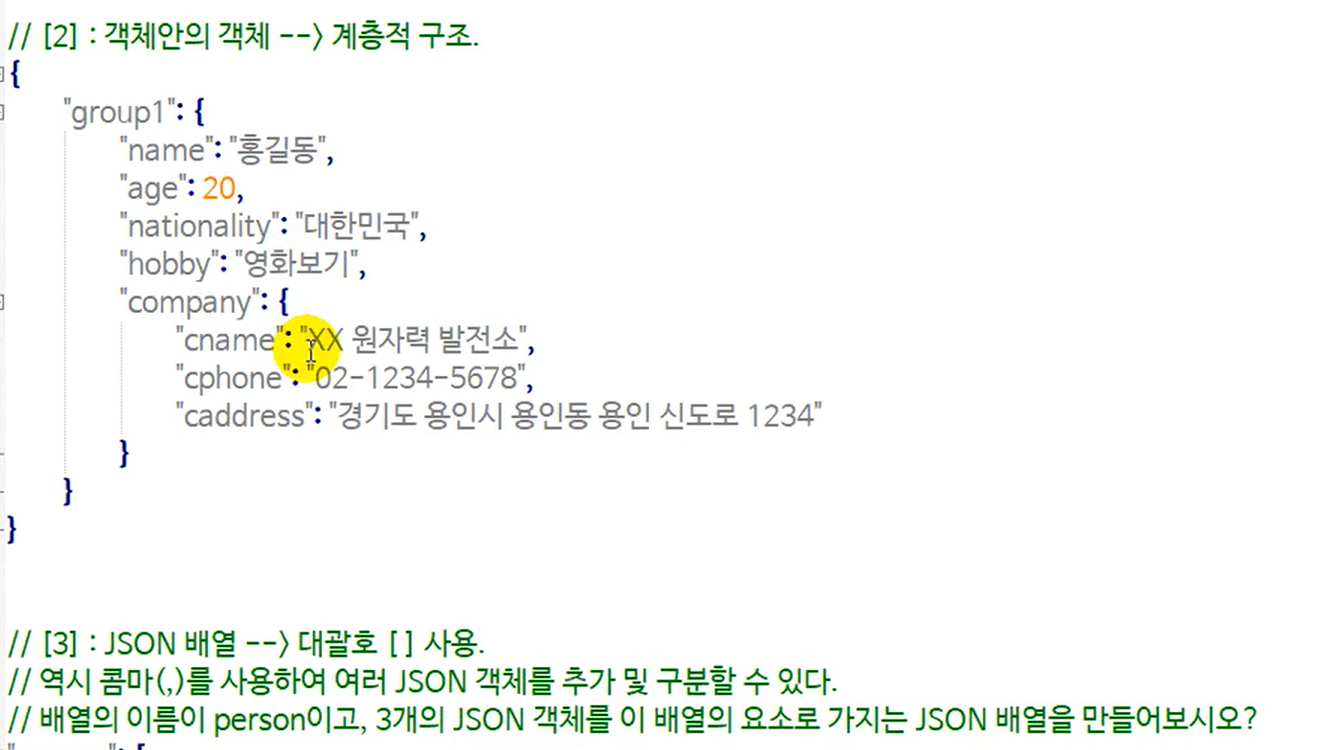 // [2] : 객체안의 객체 --> 계층적 구조.
{
"group1": {
"name": "홍길동",
"age": 20,
"nationality": "대한민국",
"hobby": "영화보기",
"company": {
"cname": "XX 원자력 발전소",
"cphone": "02-1234-5678",
"caddress": "경기도 용인시 용인동 용인 신도로 1234"
}
}
}
// [3] : JSON 배열 --> 대괄호 [ ] 사용.
// 역시 콤마(,)를 사용하여 여러 JSON 객체를 추가 및 구분할 수 있다.
// 배열의 이름이 person이고, 3개의 JSON 객체를 이 배열의 요소로 가지는 JSON 배열을 만들어보시오?